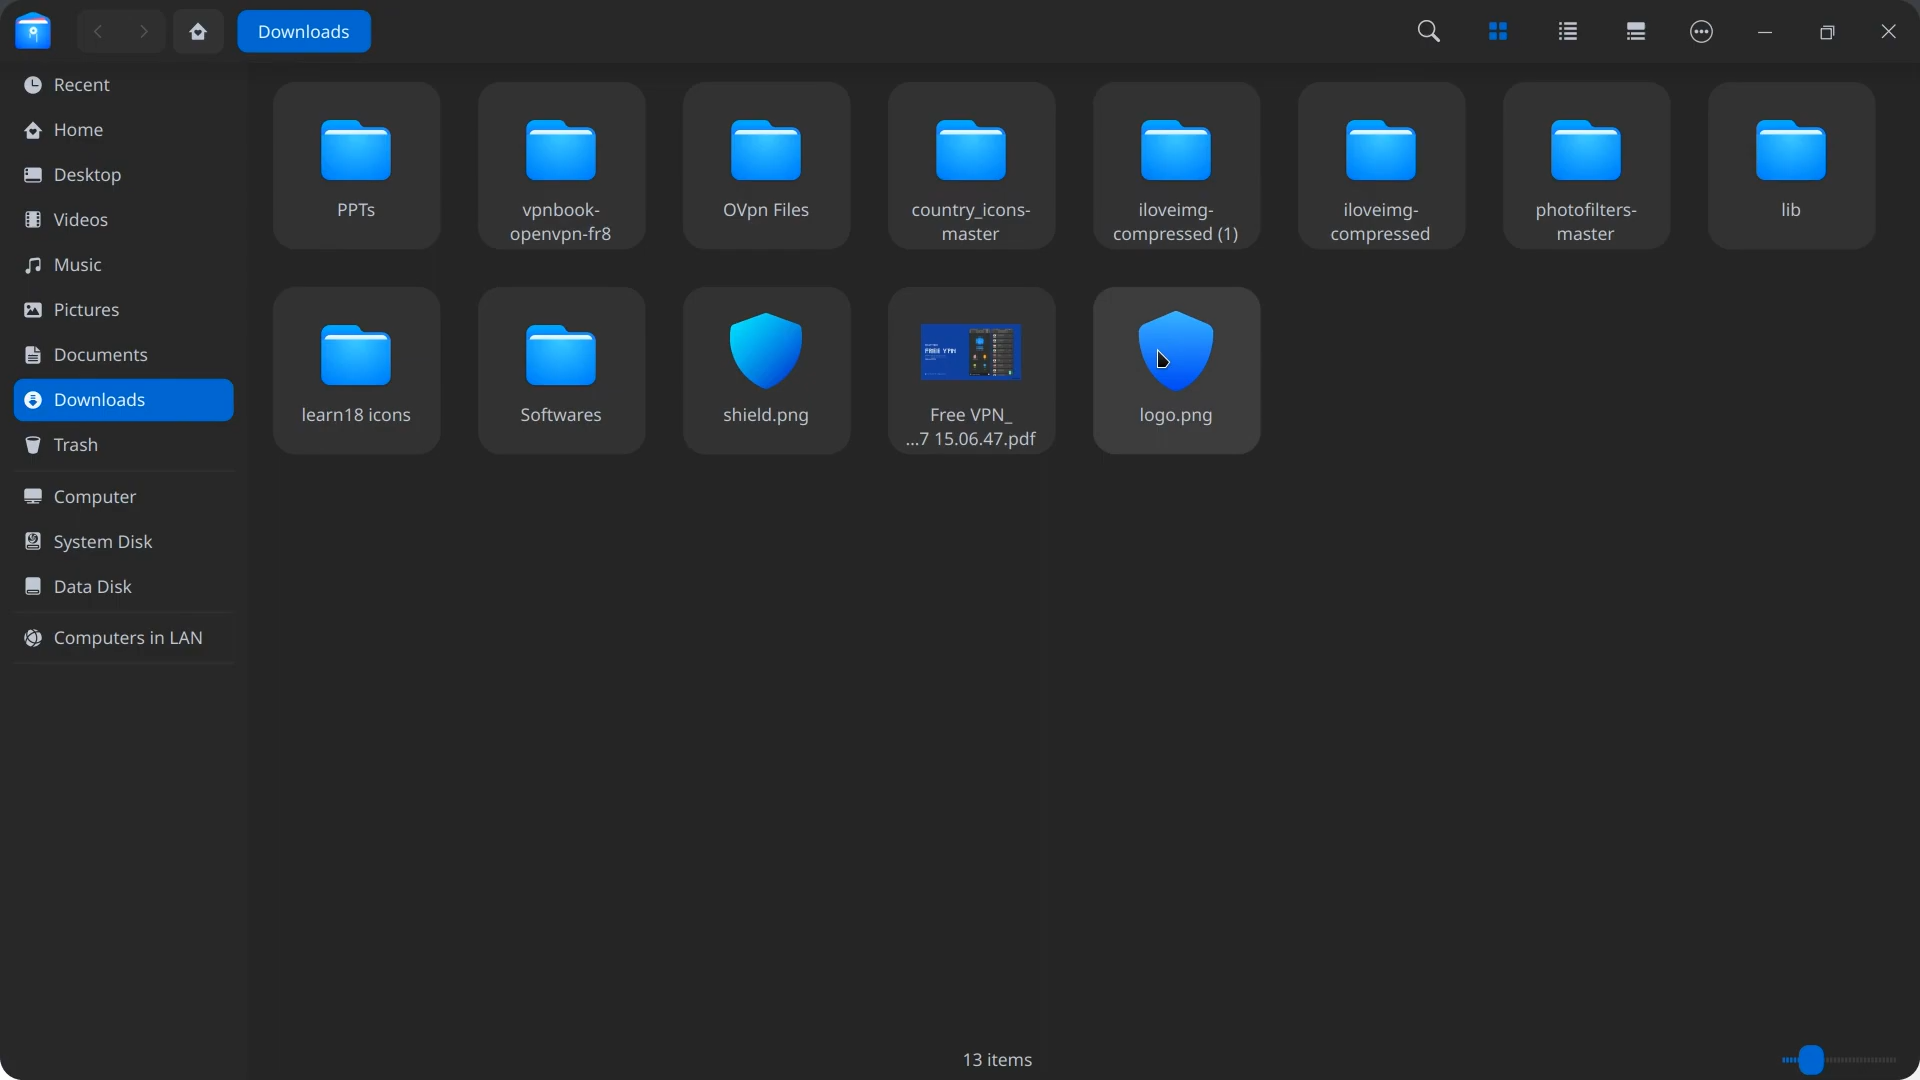 Downloads
Recent
Home
Desktop
Videos
Music
Pictures
Documents
Downloads
Trash
Computer
System Disk
Data Disk
Computers in LAN
PPTs
vpnbook-
openvpn-fr8
OVpn Files
country_icons-
master
iloveimg-
compressed (1)
iloveimg-
compressed
photofilters-
master
lib
learn18 icons
Softwares
shield.png
Free VPN_
...7 15.06.47.pdf
logo.png
13 items